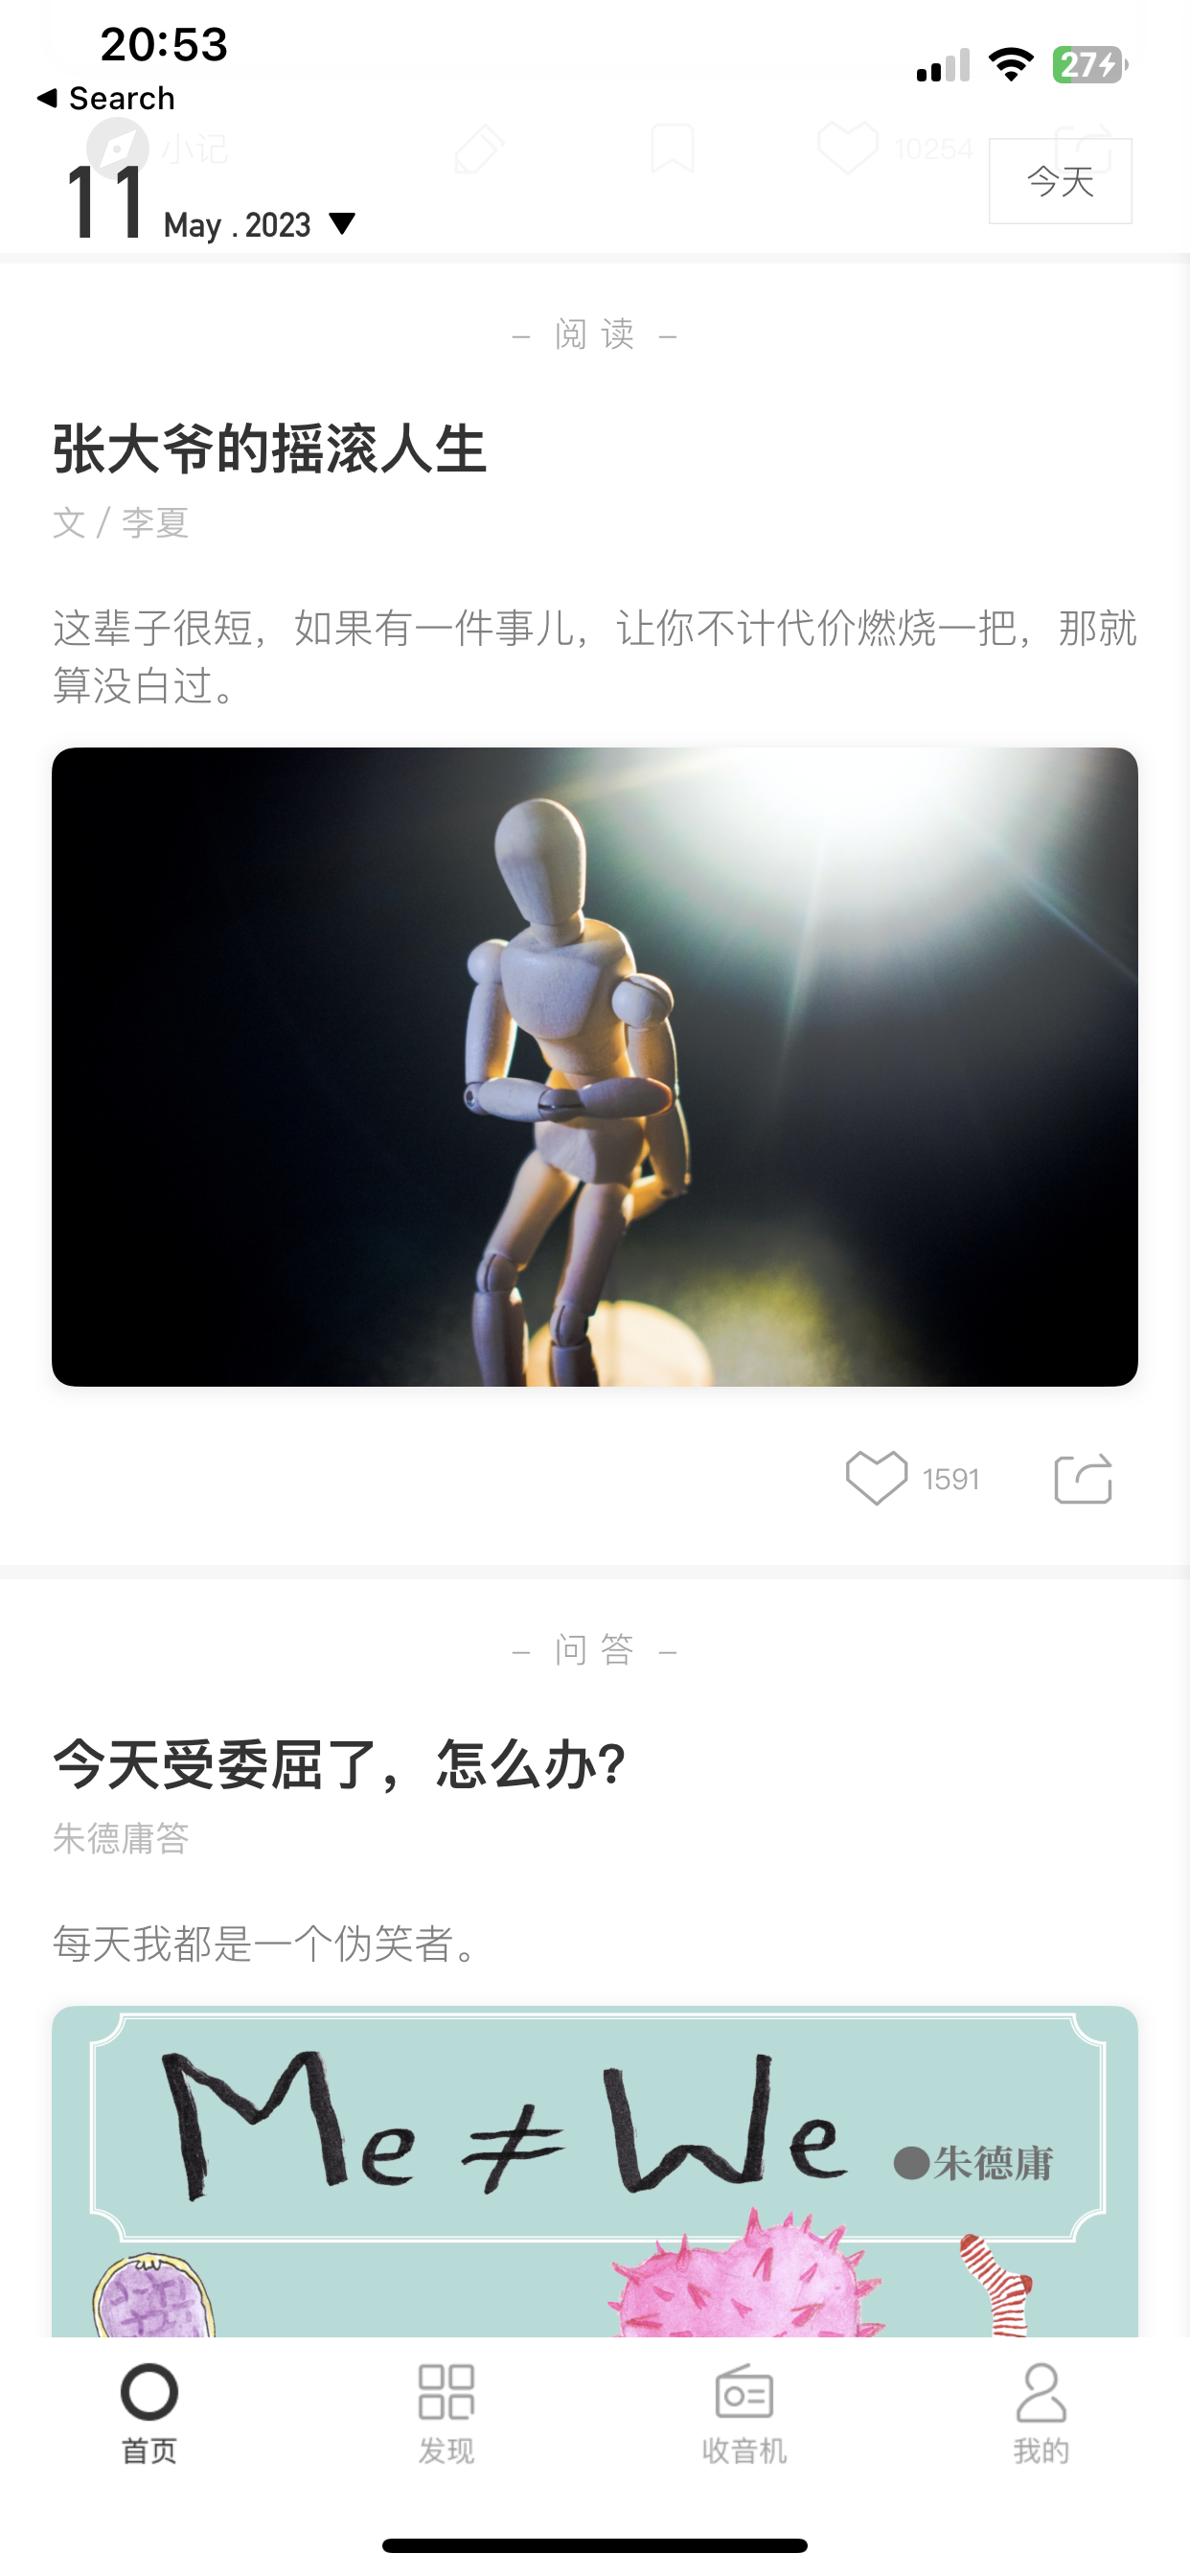 20:53
27
◀ Search
小记
10254
今天
11 May . 2023 ▼
– 阅 读 –
张大爷的摇滚人生
文 / 李夏
这辈子很短，如果有一件事儿，让你不计代价燃烧一把，那就
算没白过。
1591
– 问 答 –
今天受委屈了，怎么办?
朱德庸答
每天我都是一个伪笑者。
Me ≠ We ●朱德庸
首页
发现
收音机
我的